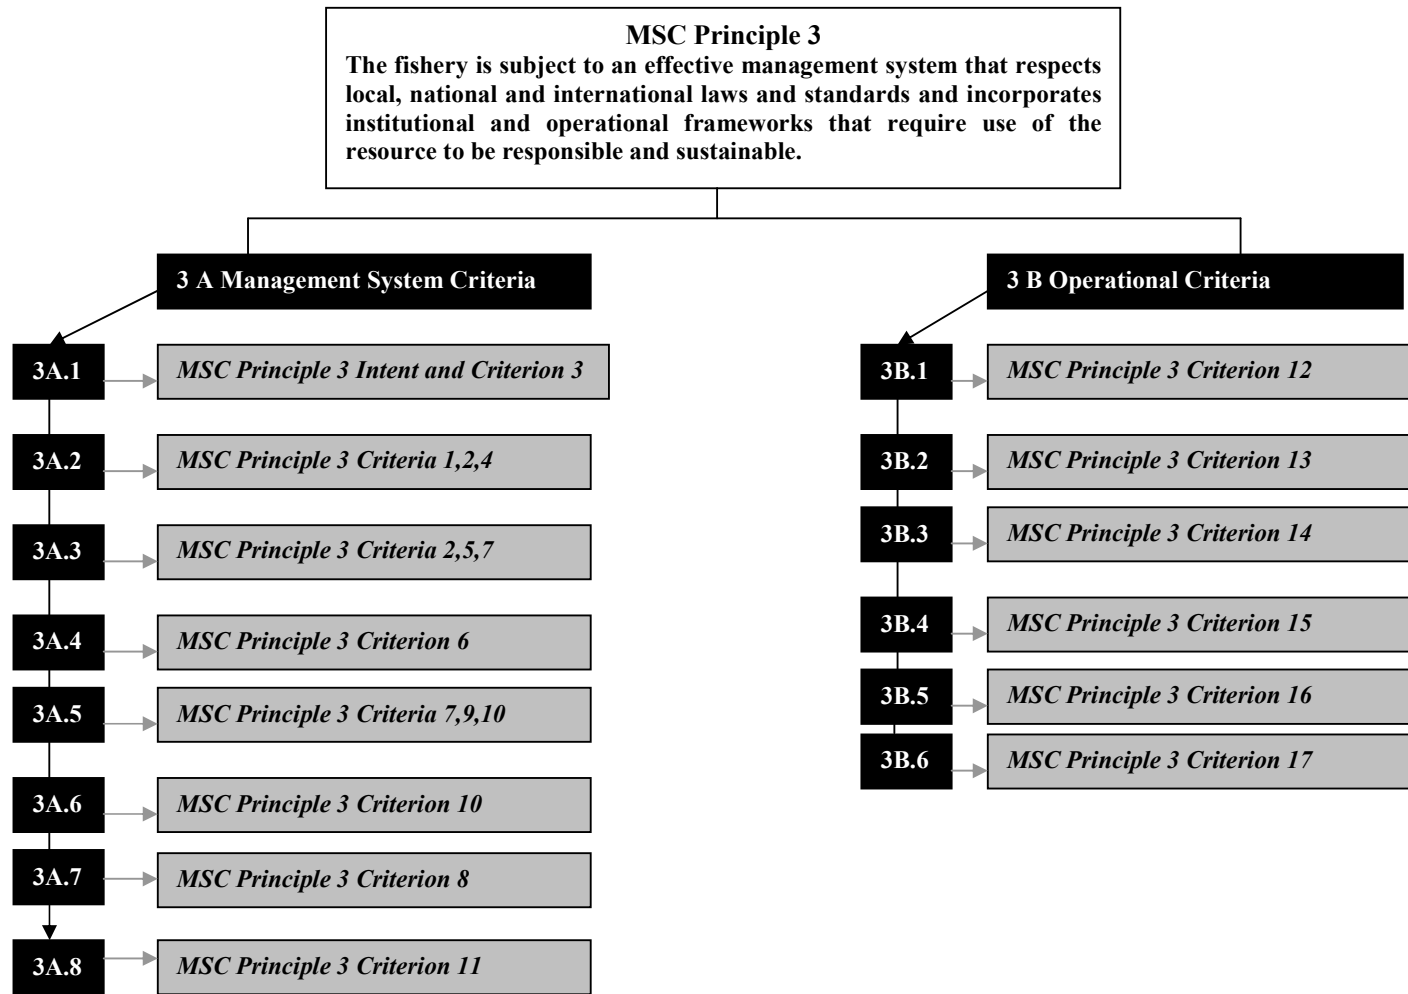 MSC Principle 3
The fishery is subject to an effective management system that respects
local, national and international laws and standards and incorporates
institutional and operational frameworks that require use of the
resource to be responsible and sustainable.
3 A Management System Criteria
3A.1
MSC Principle 3 Intent and Criterion 3
3A.2
MSC Principle 3 Criteria 1,2,4
3A.3
MSC Principle 3 Criteria 2,5,7
3A.4
MSC Principle 3 Criterion 6
3A.5
MSC Principle 3 Criteria 7,9,10
3A.6
MSC Principle 3 Criterion 10
3A.7
MSC Principle 3 Criterion 8
3A.8
MSC Principle 3 Criterion 11
3 B Operational Criteria
3B.1
MSC Principle 3 Criterion 12
3B.2
MSC Principle 3 Criterion 13
3B.3
MSC Principle 3 Criterion 14
3B.4
MSC Principle 3 Criterion 15
3B.5
MSC Principle 3 Criterion 16
3B.6
MSC Principle 3 Criterion 17